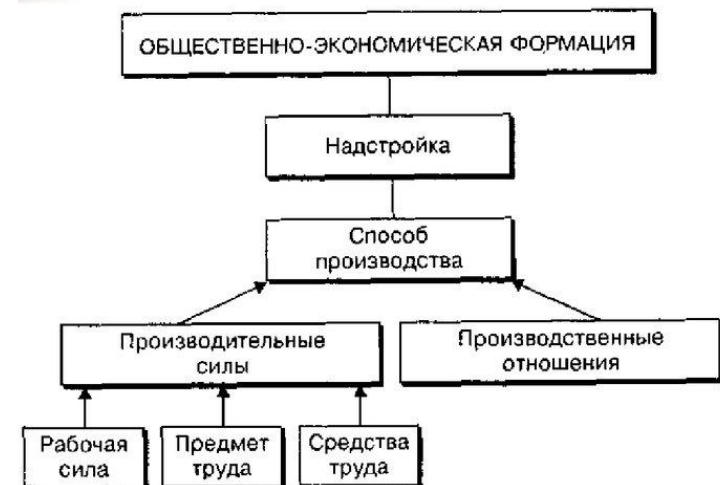 ОБЩЕСТВЕННО-ЭКОНОМИЧЕСКАЯ ФОРМАЦИЯ
Надстройка
Способ
производства
Производительные
силы
Производственные
отношения
Рабочая
сила
Предмет
труда
Средства
труда